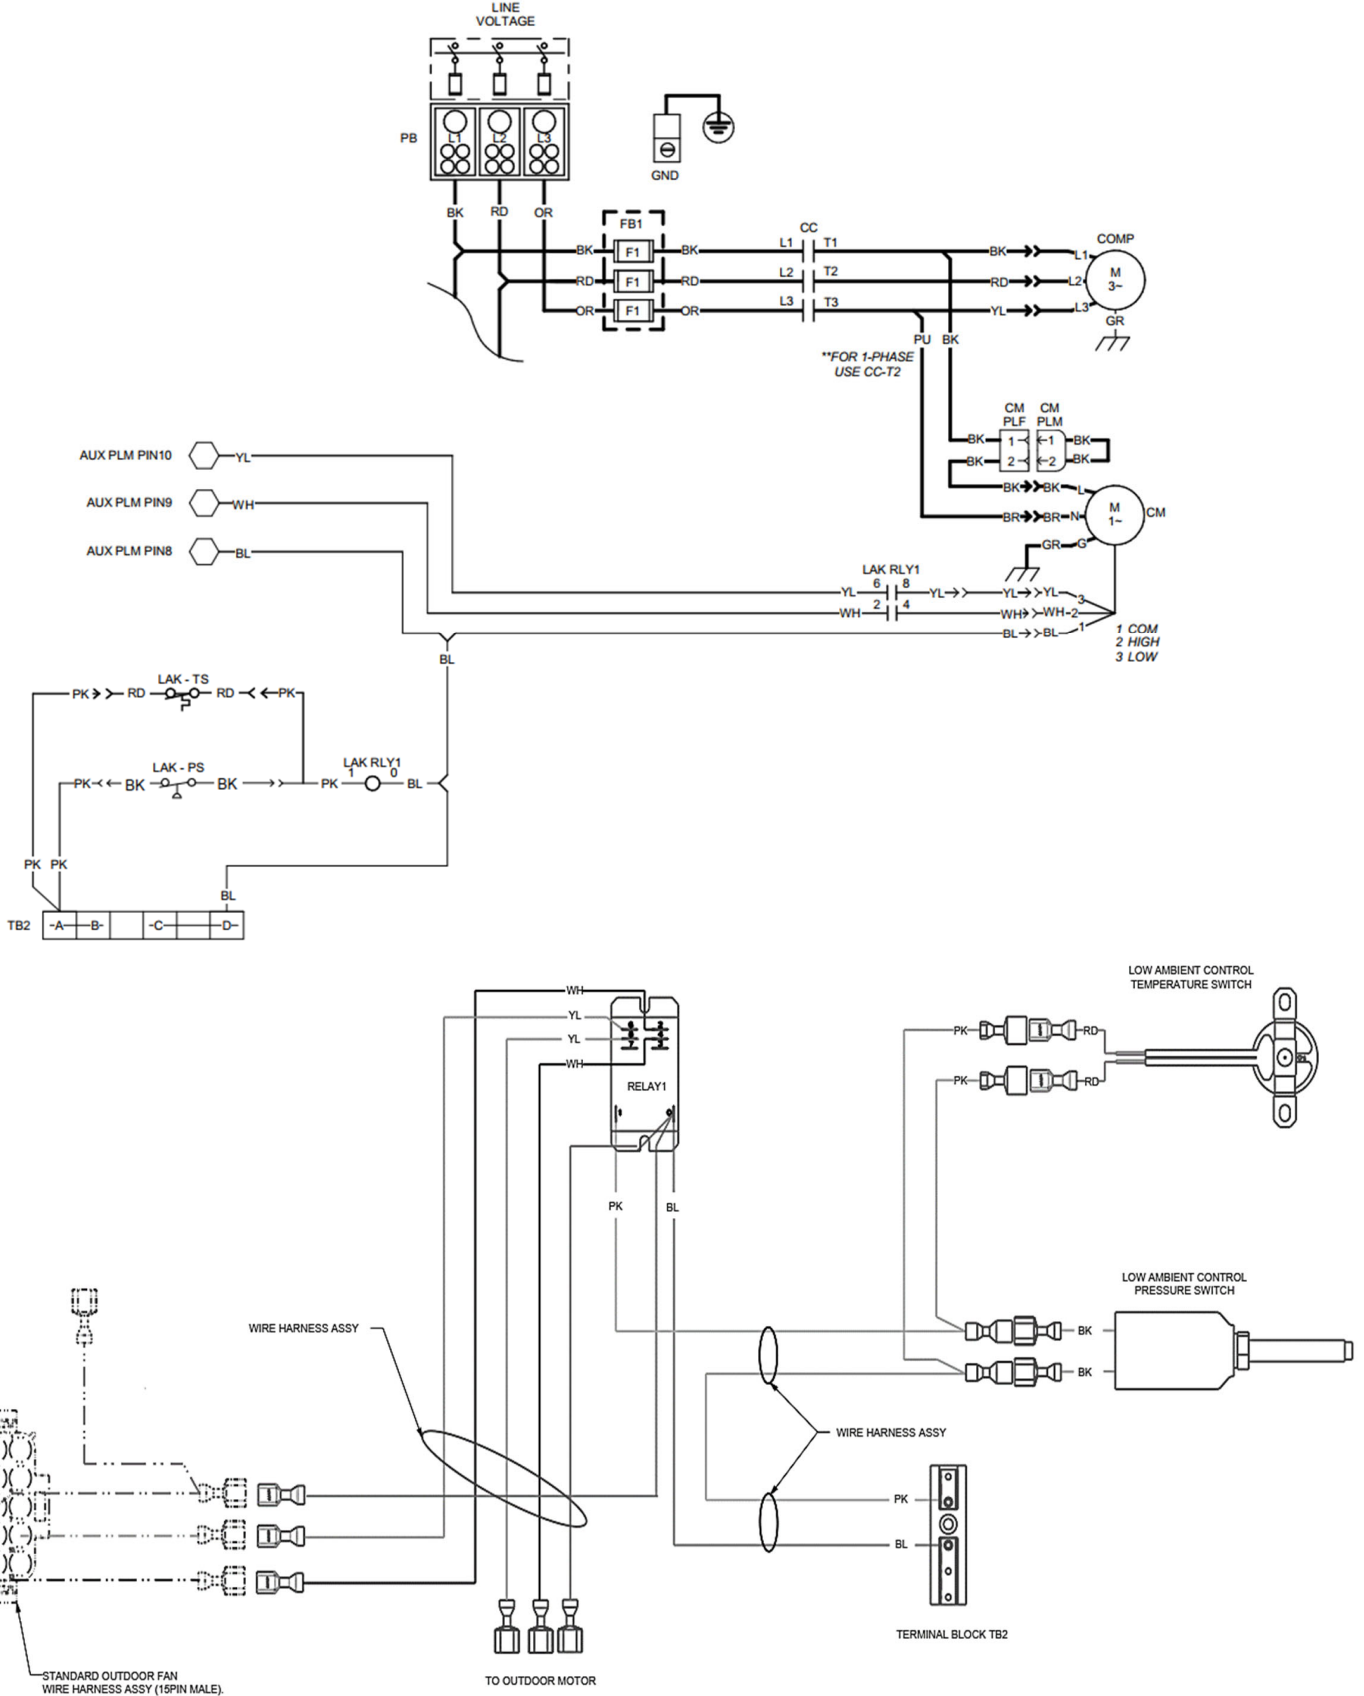 LINE
VOLTAGE
PB
L1 L2 L3
GND
BK RD OR
FB1
BK F1 BK L1 CC T1 BK L1
RD F1 RD L2 T2 RD L2
OR F1 OR L3 T3 YL L3
COMP
M
3~
GR
PU BK
**FOR 1-PHASE
USE CC-T2
CM CM
PLF PLM
BK 1 1 BK
BK 2 2 BK
BK BK L
M
1~
CM
BR BR N
GR G
AUX PLM PIN10 YL
AUX PLM PIN9 WH
AUX PLM PIN8 BL
LAK RLY1
YL 6 8 YL YL YL 3
WH 2 4 WH WH 2
BL BL 1
1 COM
2 HIGH
3 LOW
BL
LAK - TS
PK RD RD PK
LAK - PS
PK BK BK PK
LAK RLY1
1 0
BL
PK PK
BL
TB2 A B C D
LOW AMBIENT CONTROL
TEMPERATURE SWITCH
WH
YL
YL
WH
RELAY1
1 0
PK RD
PK RD
PK BL
LOW AMBIENT CONTROL
PRESSURE SWITCH
WIRE HARNESS ASSY
BK
BK
WIRE HARNESS ASSY
PK
BL
TERMINAL BLOCK TB2
STANDARD OUTDOOR FAN
WIRE HARNESS ASSY (15PIN MALE).
TO OUTDOOR MOTOR